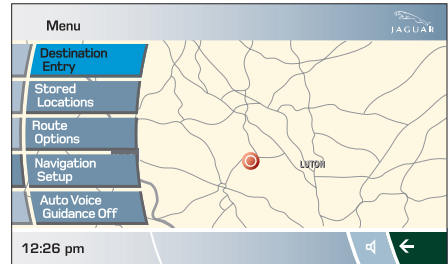 Menu
JAGUAR
Destination
Entry
Stored
Locations
Route
Options
Navigation
Setup
Auto Voice
Guidance Off
LUTON
12:26 pm